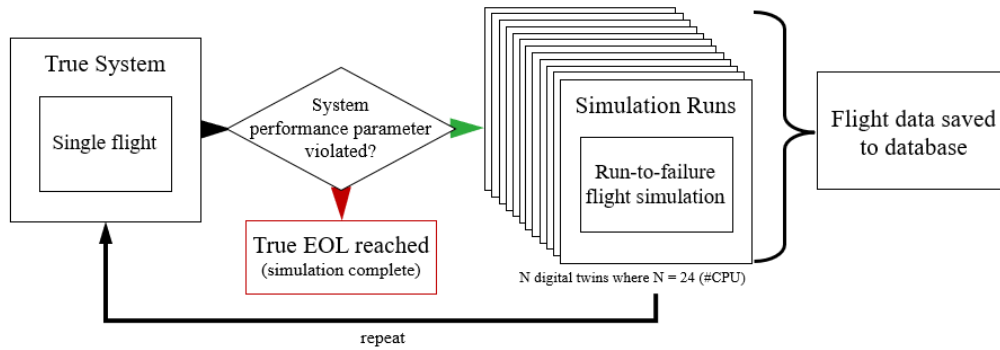 True System
Single flight
System
performance parameter
violated?
True EOL reached
(simulation complete)
Simulation Runs
Run-to-failure
flight simulation
N digital twins where N = 24 (#CPU)
Flight data saved
to database
repeat